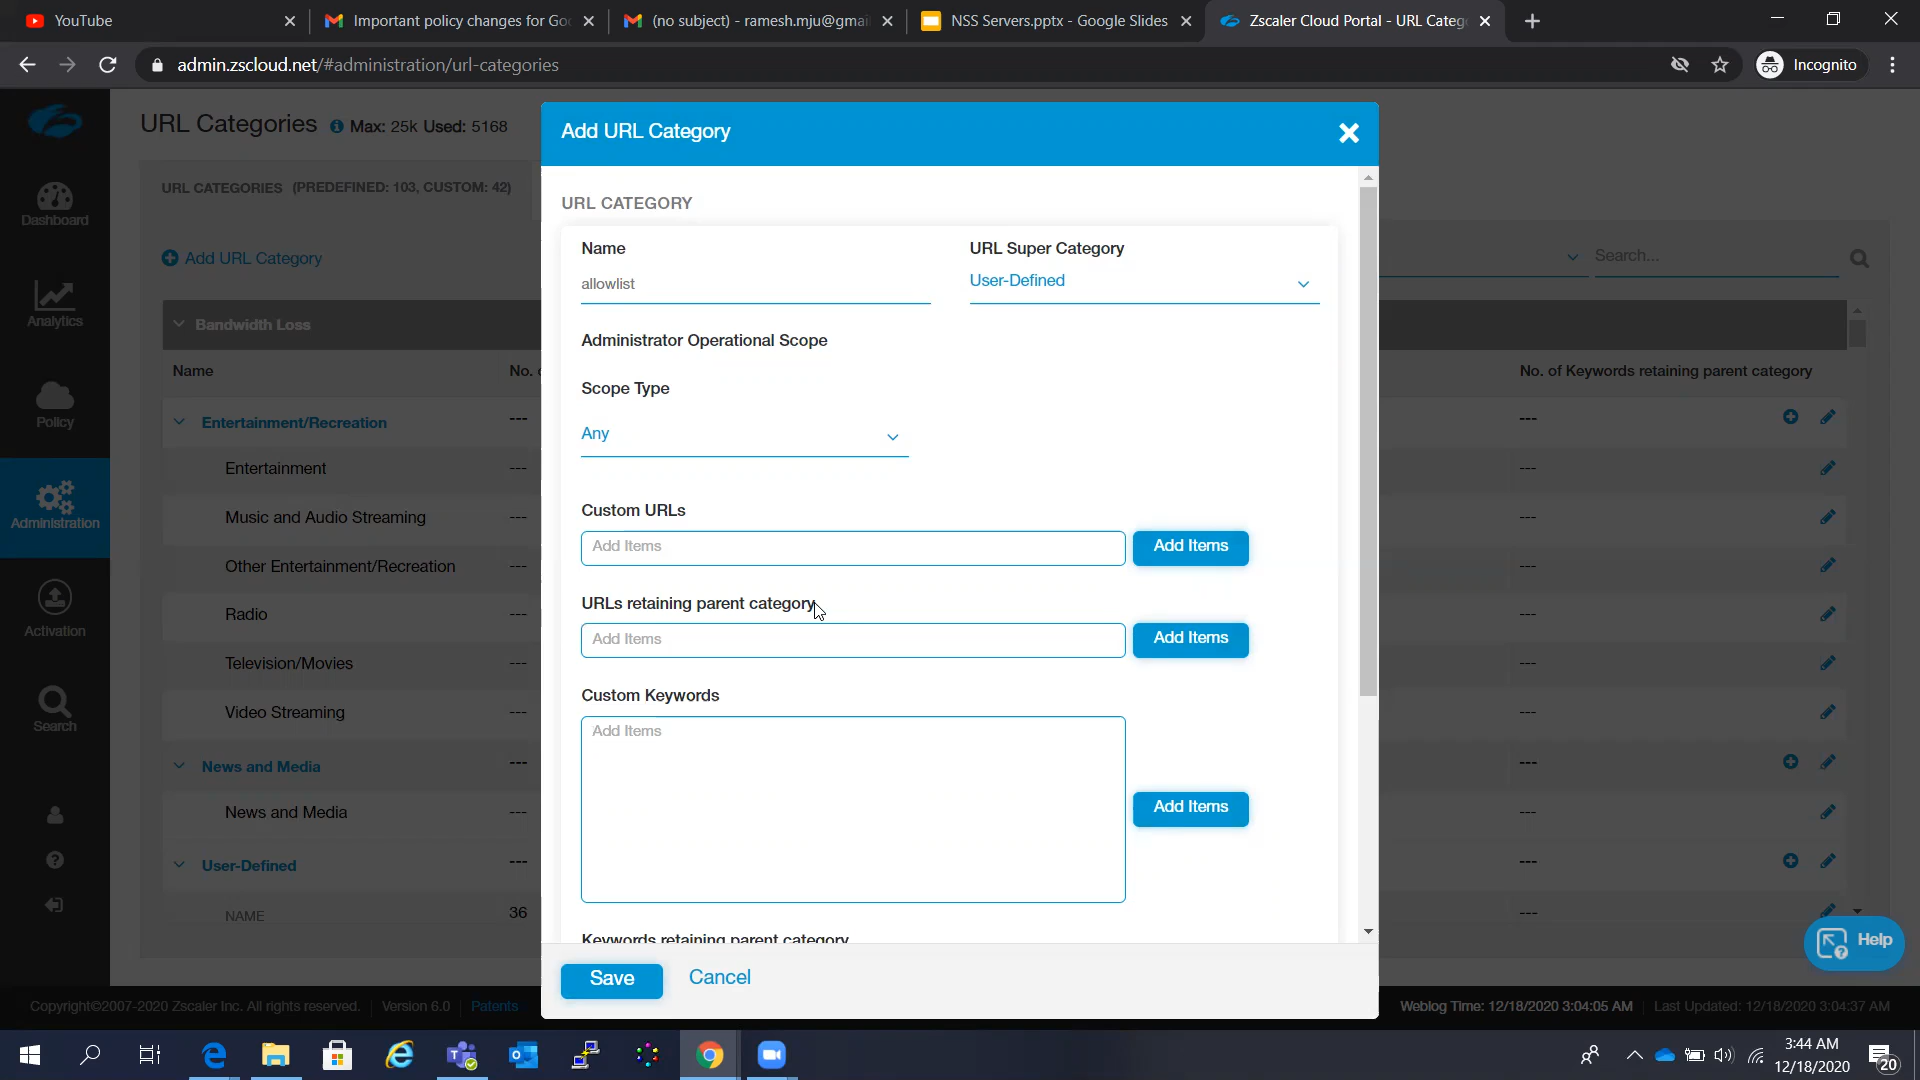 YouTube
Important policy changes for Goo
(no subject) - ramesh.mju@gmail
NSS Servers.pptx - Google Slides
Zscaler Cloud Portal - URL Catego
admin.zscloud.net/#administration/url-categories
Incognito
URL Categories Max: 25k Used: 5168
URL CATEGORIES (PREDEFINED: 103, CUSTOM: 42)
Add URL Category
Search...
Bandwidth Loss
Name
No. o
No. of Keywords retaining parent category
Entertainment/Recreation --- ---
Entertainment --- ---
Music and Audio Streaming --- ---
Other Entertainment/Recreation --- ---
Radio --- ---
Television/Movies --- ---
Video Streaming --- ---
News and Media --- ---
News and Media --- ---
User-Defined --- ---
NAME 36 ---
Dashboard
Analytics
Policy
Administration
Activation
Search
Add URL Category
URL CATEGORY
Name
URL Super Category
allowlist
User-Defined
Administrator Operational Scope
Scope Type
Any
Custom URLs
Add Items
Add Items
URLs retaining parent category
Add Items
Add Items
Custom Keywords
Add Items
Add Items
Keywords retaining parent category
Save
Cancel
Help
Copyright©2007-2020 Zscaler Inc. All rights reserved.
Version 6.0
Patents
Weblog Time: 12/18/2020 3:04:05 AM
Last Updated: 12/18/2020 3:04:37 AM
3:44 AM
12/18/2020
20